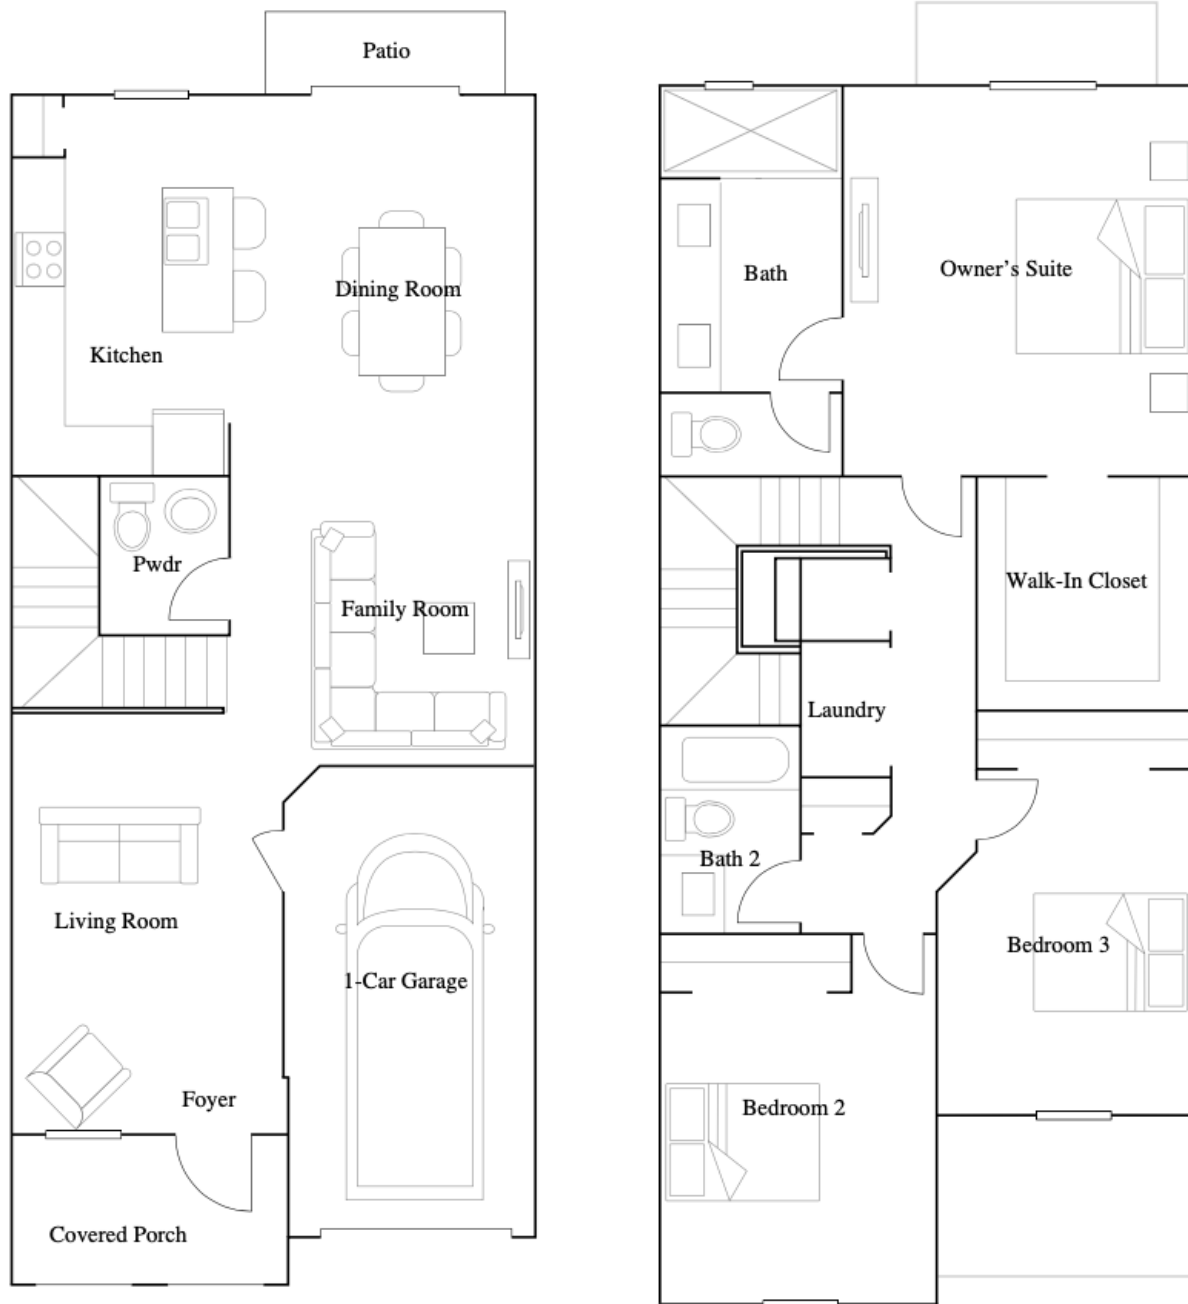 Patio
Dining Room
Kitchen
Pwdr
Family Room
Living Room
1-Car Garage
Foyer
Covered Porch
Bath
Owner's Suite
Walk-In Closet
Laundry
Bath 2
Bedroom 3
Bedroom 2